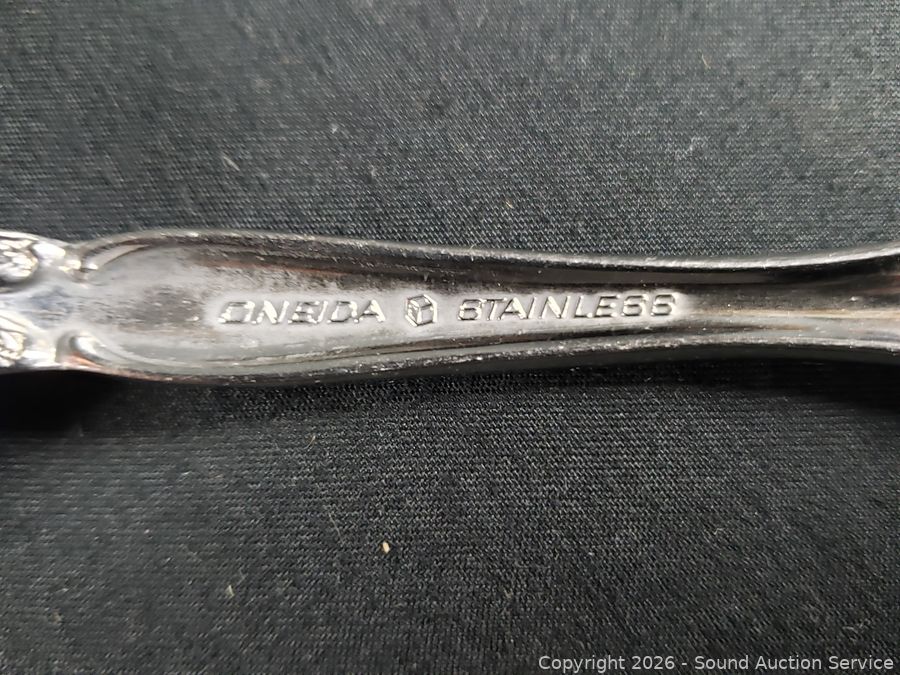 ONEIDA STAINLESS
Copyright © 2026 - Sound Auction Service